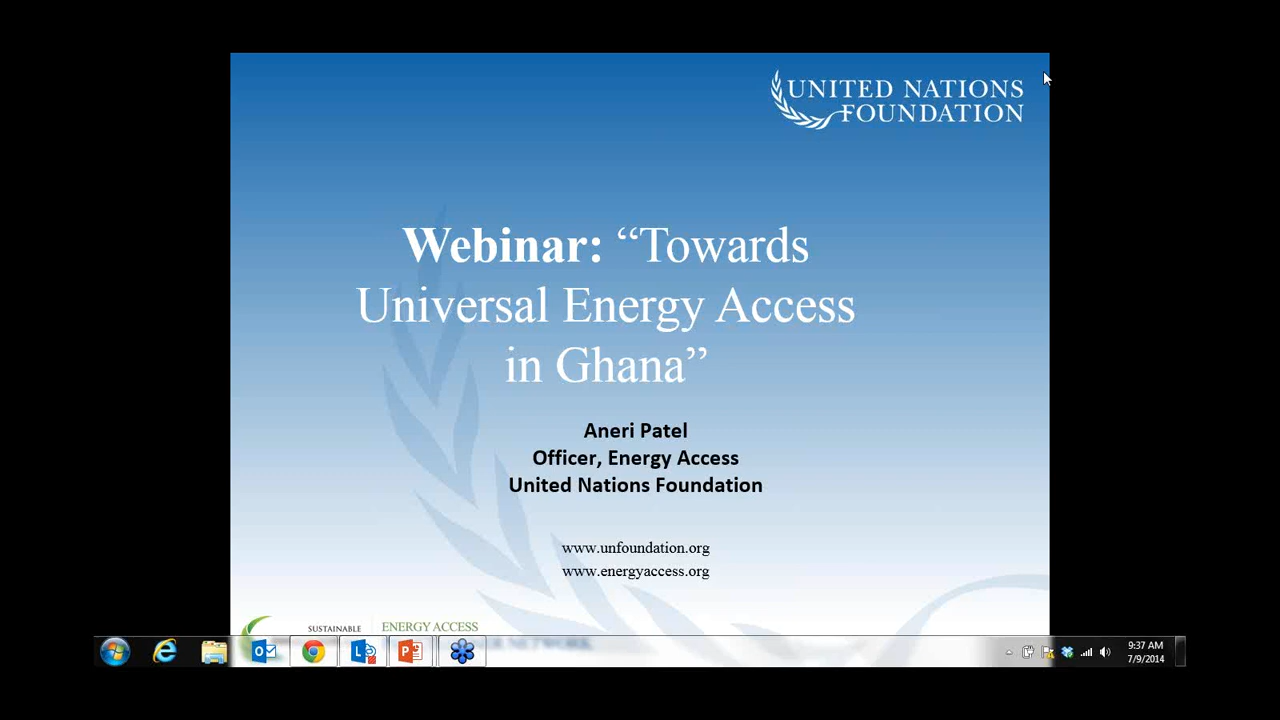 UNITED NATIONS
FOUNDATION
Webinar: “Towards
Universal Energy Access
in Ghana”
Aneri Patel
Officer, Energy Access
United Nations Foundation
www.unfoundation.org
www.energyaccess.org
SUSTAINABLE
ENERGY ACCESS
9:37 AM
7/9/2014